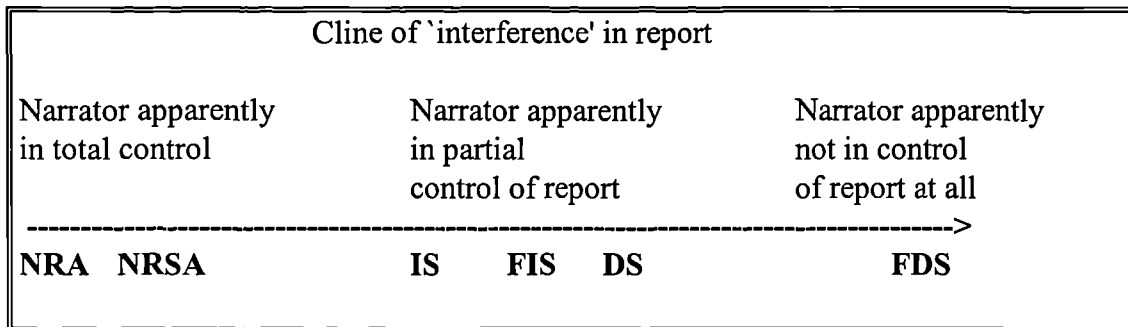 Cline of `interference' in report
Narrator apparently
in total control
Narrator apparently
in partial
control of report
Narrator apparently
not in control
of report at all
NRA NRSA IS FIS DS FDS